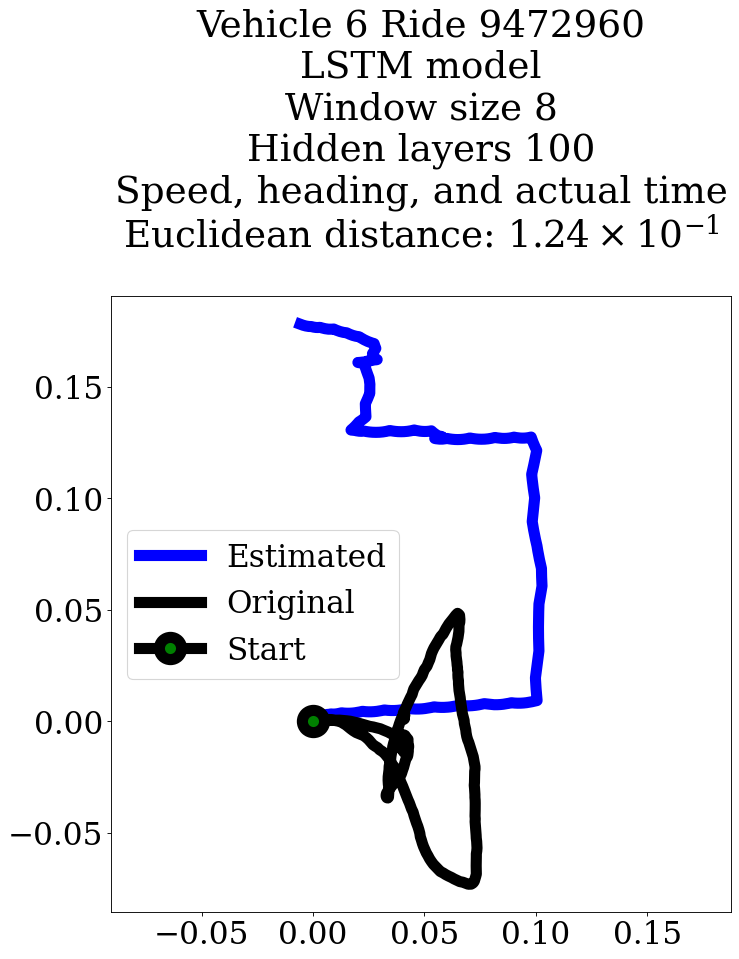 Vehicle 6 Ride 9472960
LSTM model
Window size 8
Hidden layers 100
Speed, heading, and actual time
Euclidean distance: 1.24 × 10⁻¹
0.15
0.10
0.05
0.00
−0.05
Estimated
Original
Start
−0.05 0.00 0.05 0.10 0.15